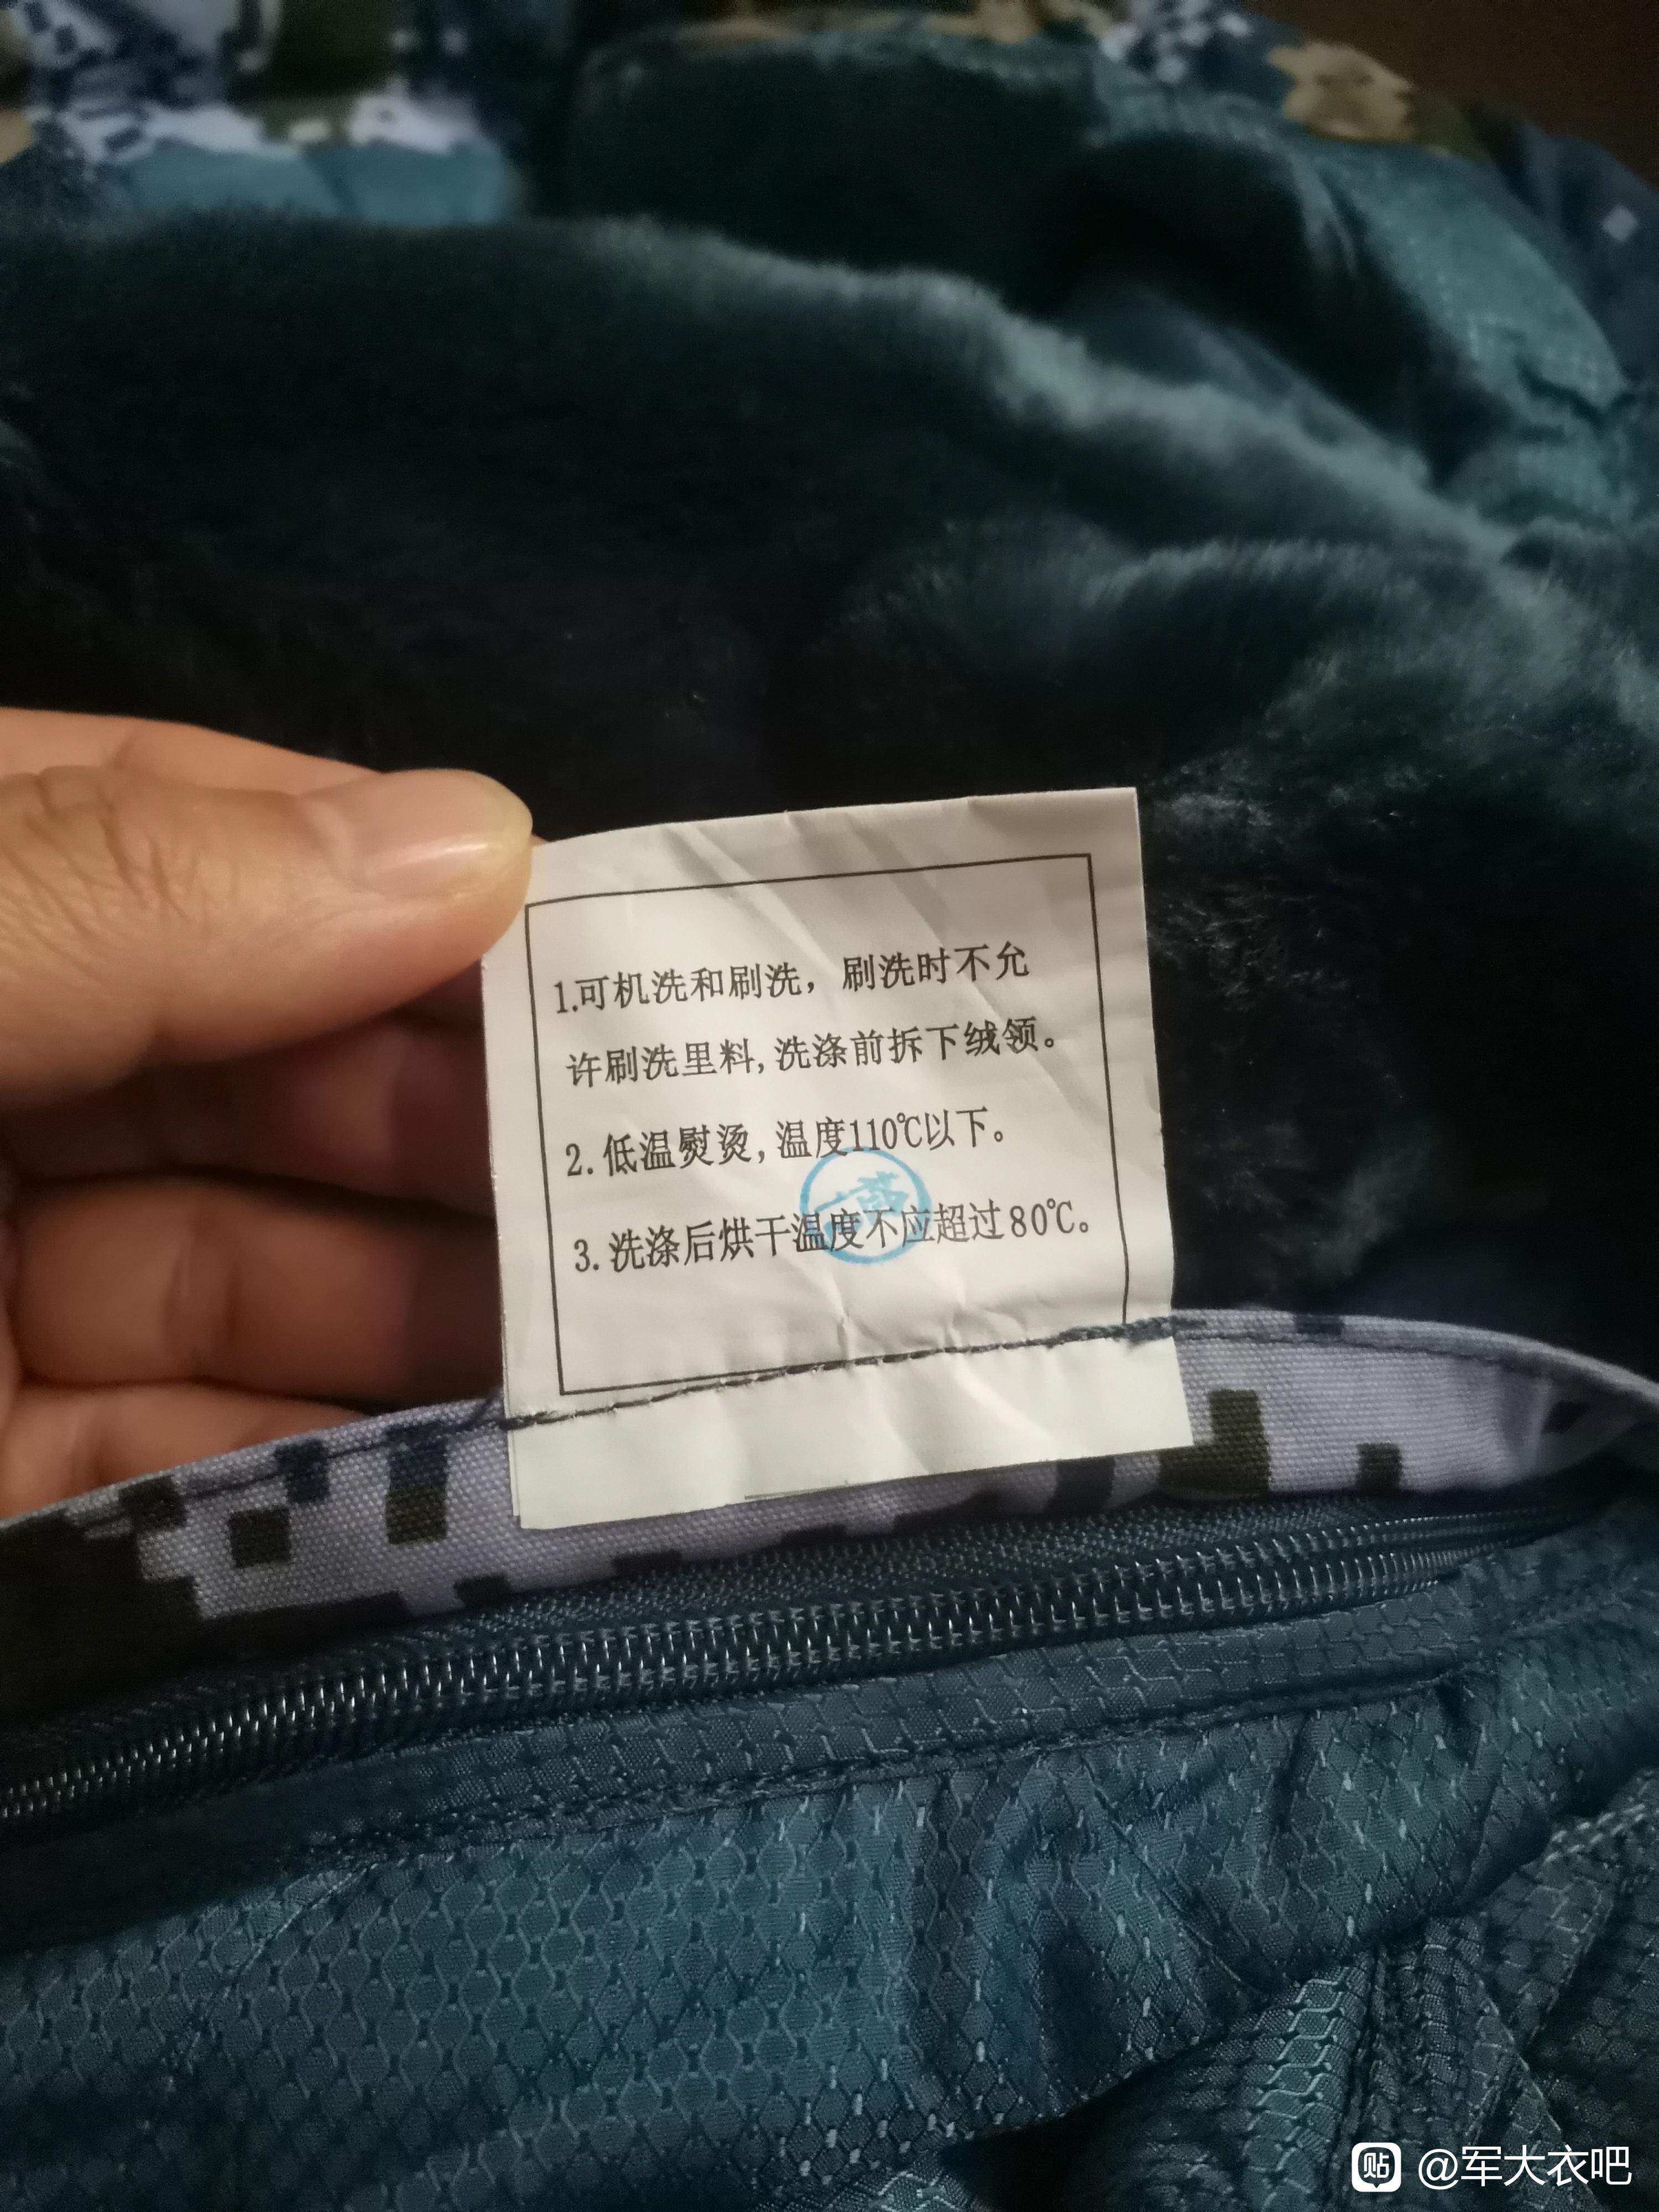 1.可机洗和刷洗，刷洗时不允
许刷洗里料,洗涤前拆下绒领。
2.低温熨烫,温度110℃以下。
3.洗涤后烘干温度不应超过80℃。
贴 @军大衣吧